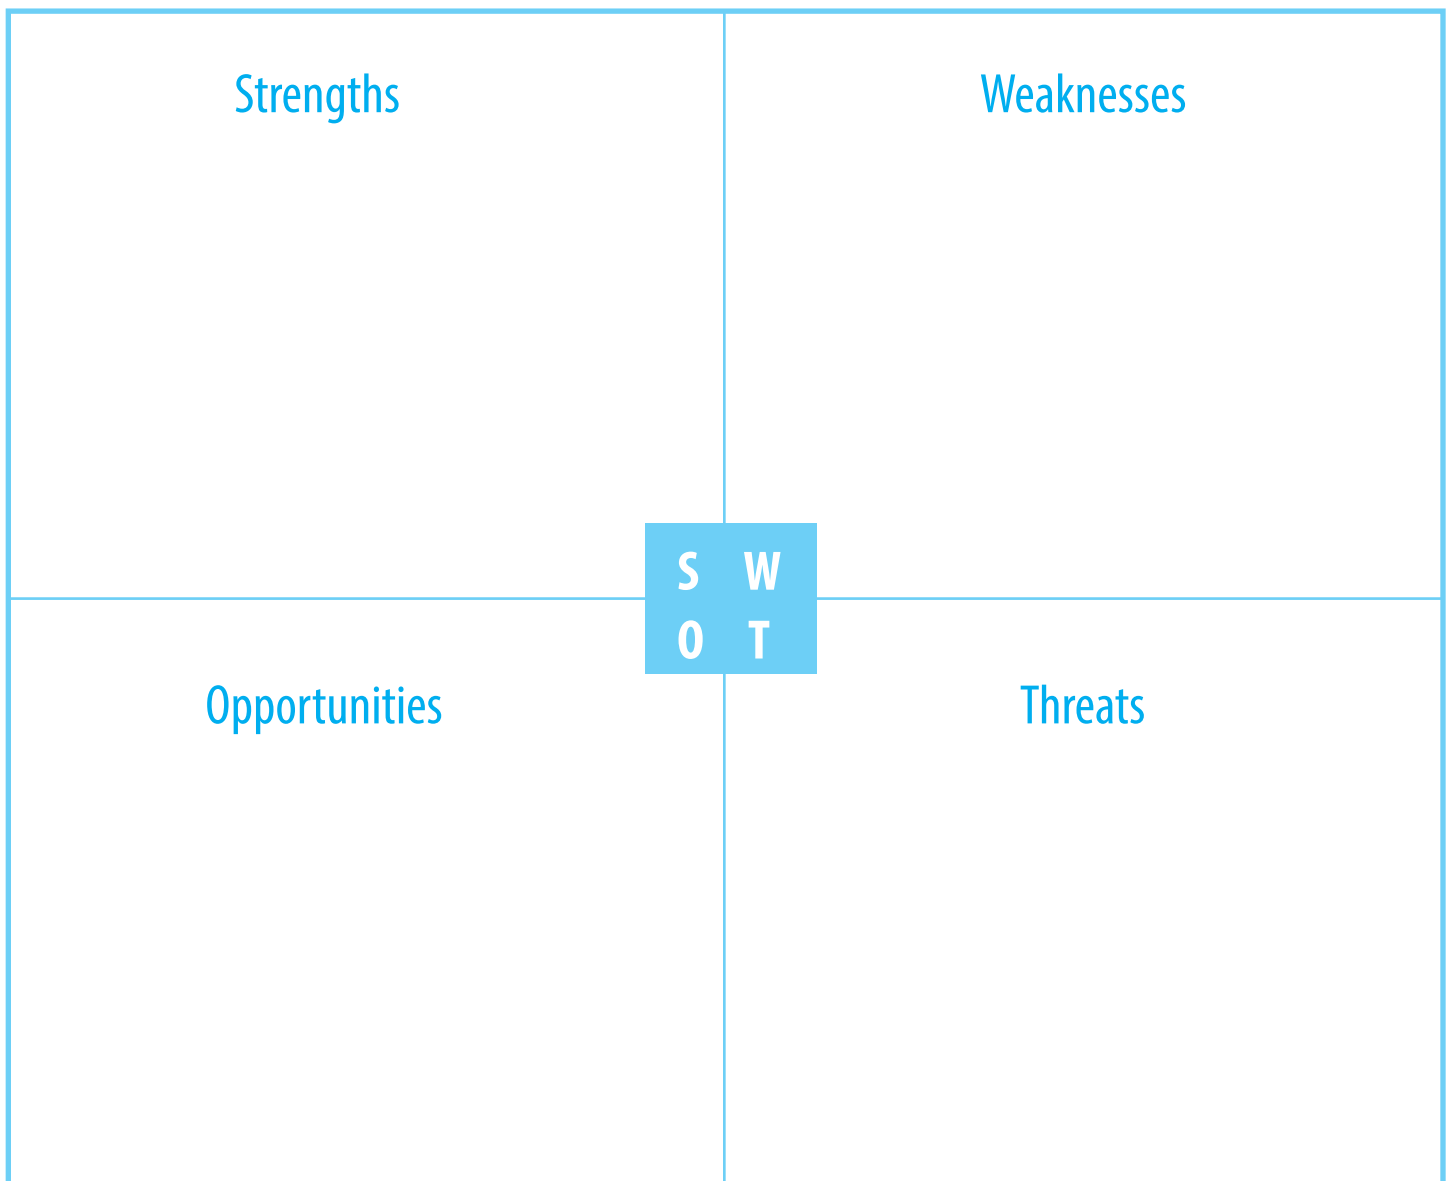 Strengths
Weaknesses
S W
O T
Opportunities
Threats